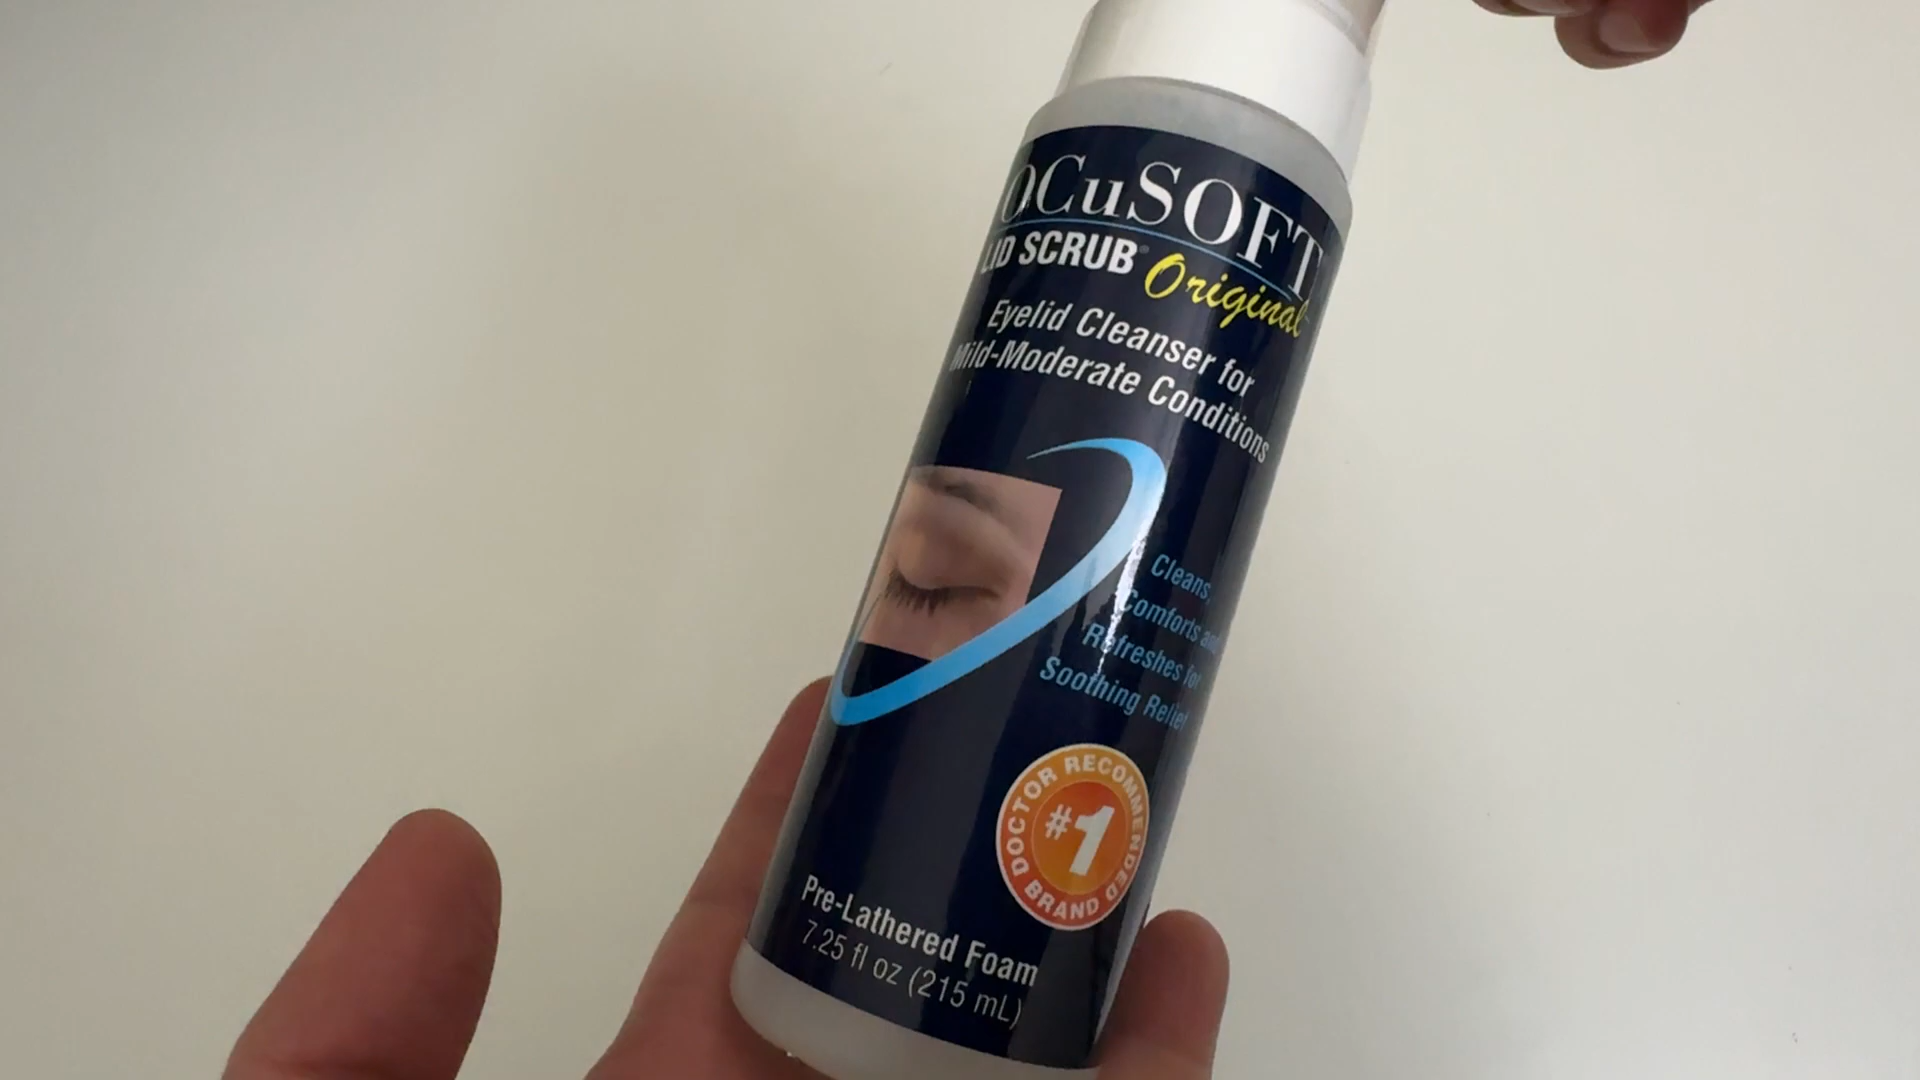 OCuSOFT
LID SCRUB® Original™
Eyelid Cleanser for
Mild-Moderate Conditions
Cleans,
Comforts and
Refreshes for
Soothing Relief
DOCTOR RECOMMENDED
#1
BRAND
Pre-Lathered Foam
7.25 fl oz (215 mL)